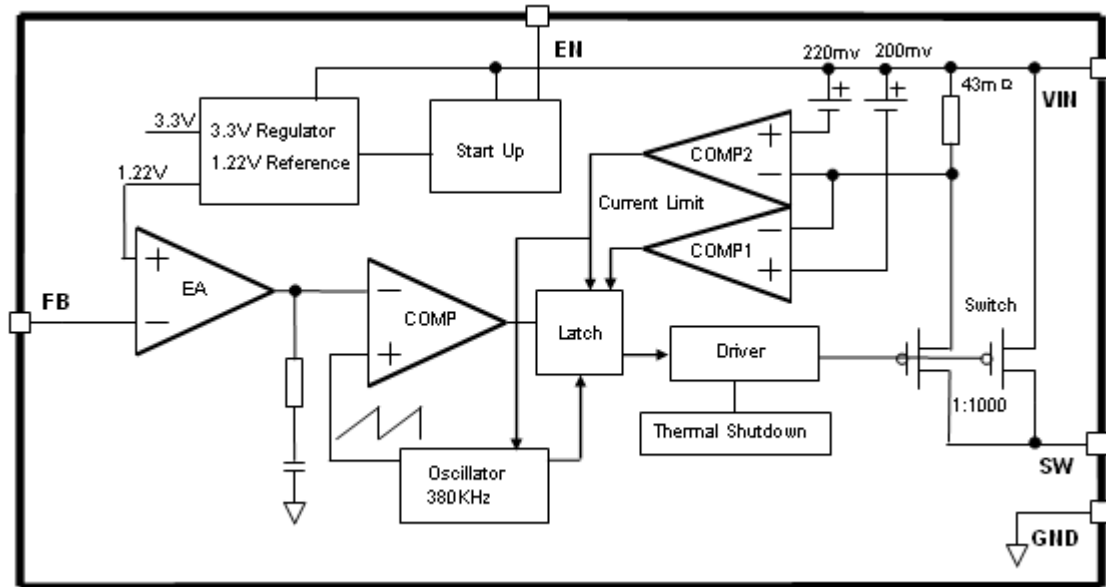 EN
220mv 200mv
43mΩ
VIN
3.3V
3.3V Regulator
1.22V Reference
Start Up
+
+
+
COMP2
−
1.22V
Current Limit
−
COMP1
+
+
EA
−
FB
−
COMP
+
Latch
Driver
Switch
1:1000
Thermal Shutdown
Oscillator
380KHz
SW
GND